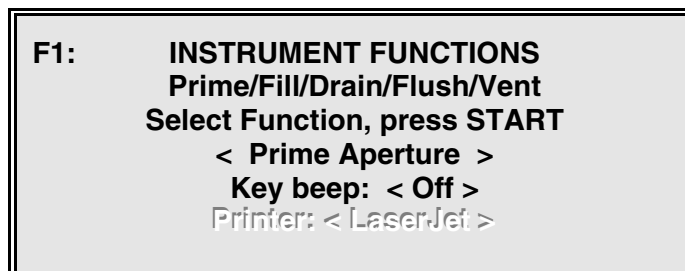 F1: INSTRUMENT FUNCTIONS
Prime/Fill/Drain/Flush/Vent
Select Function, press START
< Prime Aperture >
Key beep: < Off >
Printer: < LaserJet >